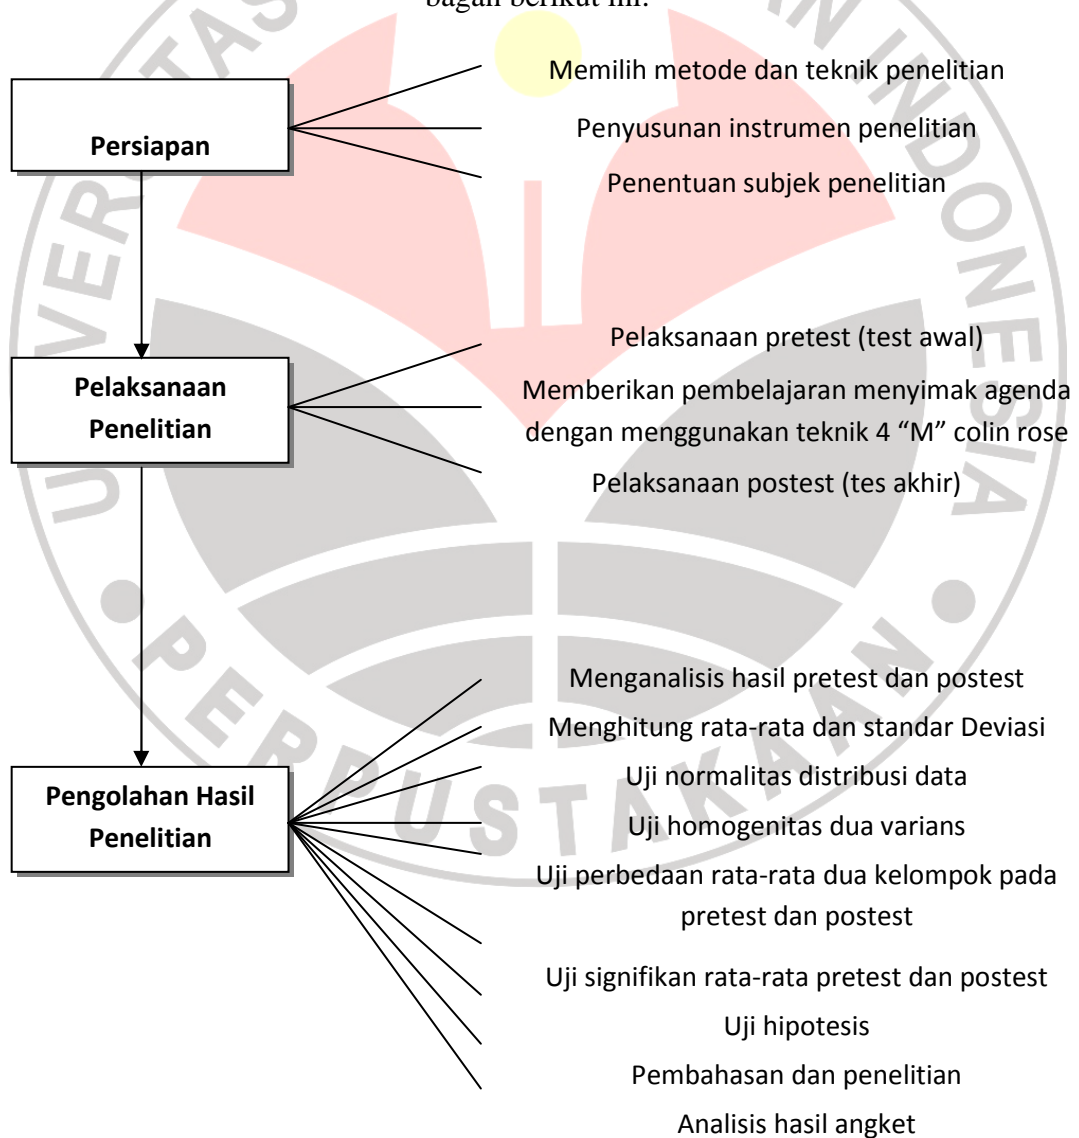 bagan berikut ini:
Persiapan
Memilih metode dan teknik penelitian
Penyusunan instrumen penelitian
Penentuan subjek penelitian
Pelaksanaan
Penelitian
Pelaksanaan pretest (test awal)
Memberikan pembelajaran menyimak agenda
dengan menggunakan teknik 4 “M” colin rose
Pelaksanaan postest (tes akhir)
Pengolahan Hasil
Penelitian
Menganalisis hasil pretest dan postest
Menghitung rata-rata dan standar Deviasi
Uji normalitas distribusi data
Uji homogenitas dua varians
Uji perbedaan rata-rata dua kelompok pada
pretest dan postest
Uji signifikan rata-rata pretest dan postest
Uji hipotesis
Pembahasan dan penelitian
Analisis hasil angket
PERPUSTAKAAN